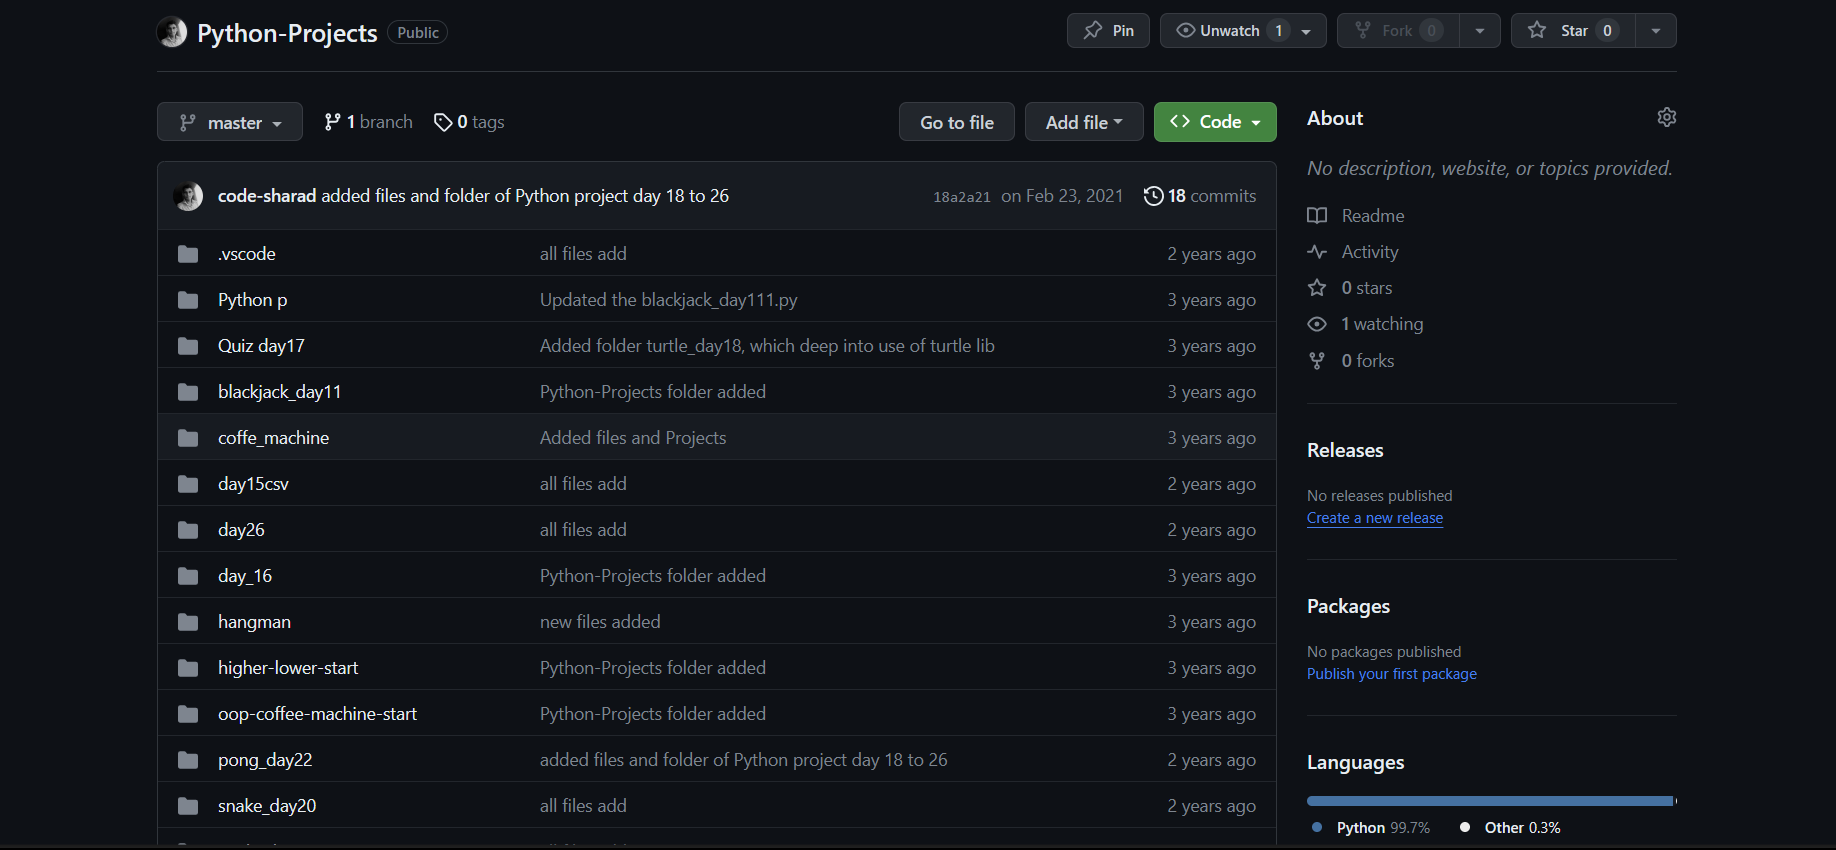 Python-Projects Public Pin Unwatch 1 Fork 0 Star 0
master 1 branch 0 tags Go to file Add file Code
code-sharad added files and folder of Python project day 18 to 26 18a2a21 on Feb 23, 2021 18 commits
.vscode all files add 2 years ago
Python p Updated the blackjack_day111.py 3 years ago
Quiz day17 Added folder turtle_day18, which deep into use of turtle lib 3 years ago
blackjack_day11 Python-Projects folder added 3 years ago
coffe_machine Added files and Projects 3 years ago
day15csv all files add 2 years ago
day26 all files add 2 years ago
day_16 Python-Projects folder added 3 years ago
hangman new files added 3 years ago
higher-lower-start Python-Projects folder added 3 years ago
oop-coffee-machine-start Python-Projects folder added 3 years ago
pong_day22 added files and folder of Python project day 18 to 26 2 years ago
snake_day20 all files add 2 years ago
About
No description, website, or topics provided.
Readme
Activity
0 stars
1 watching
0 forks
Releases
No releases published
Create a new release
Packages
No packages published
Publish your first package
Languages
Python 99.7% Other 0.3%